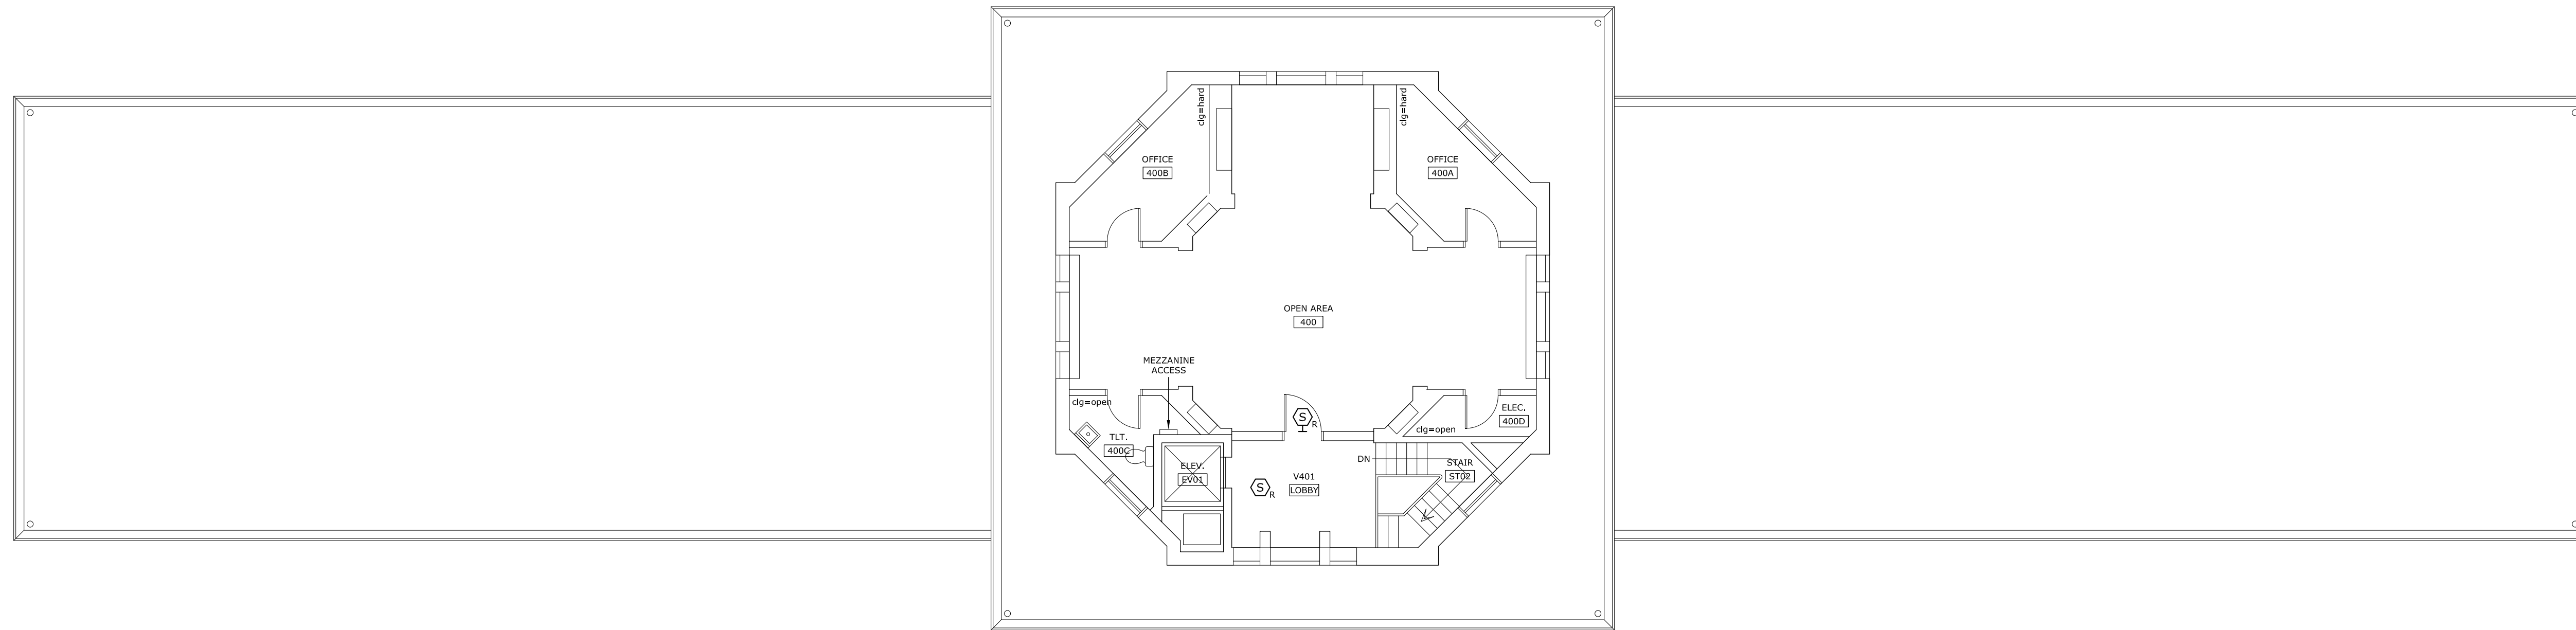 clg=hard
clg=hard
OFFICE
400B
OFFICE
400A
OPEN AREA
400
MEZZANINE
ACCESS
clg=open
TLT.
400C
ELEV.
EV01
S
R
S
R
V401
LOBBY
clg=open
ELEC.
400D
DN
STAIR
ST02